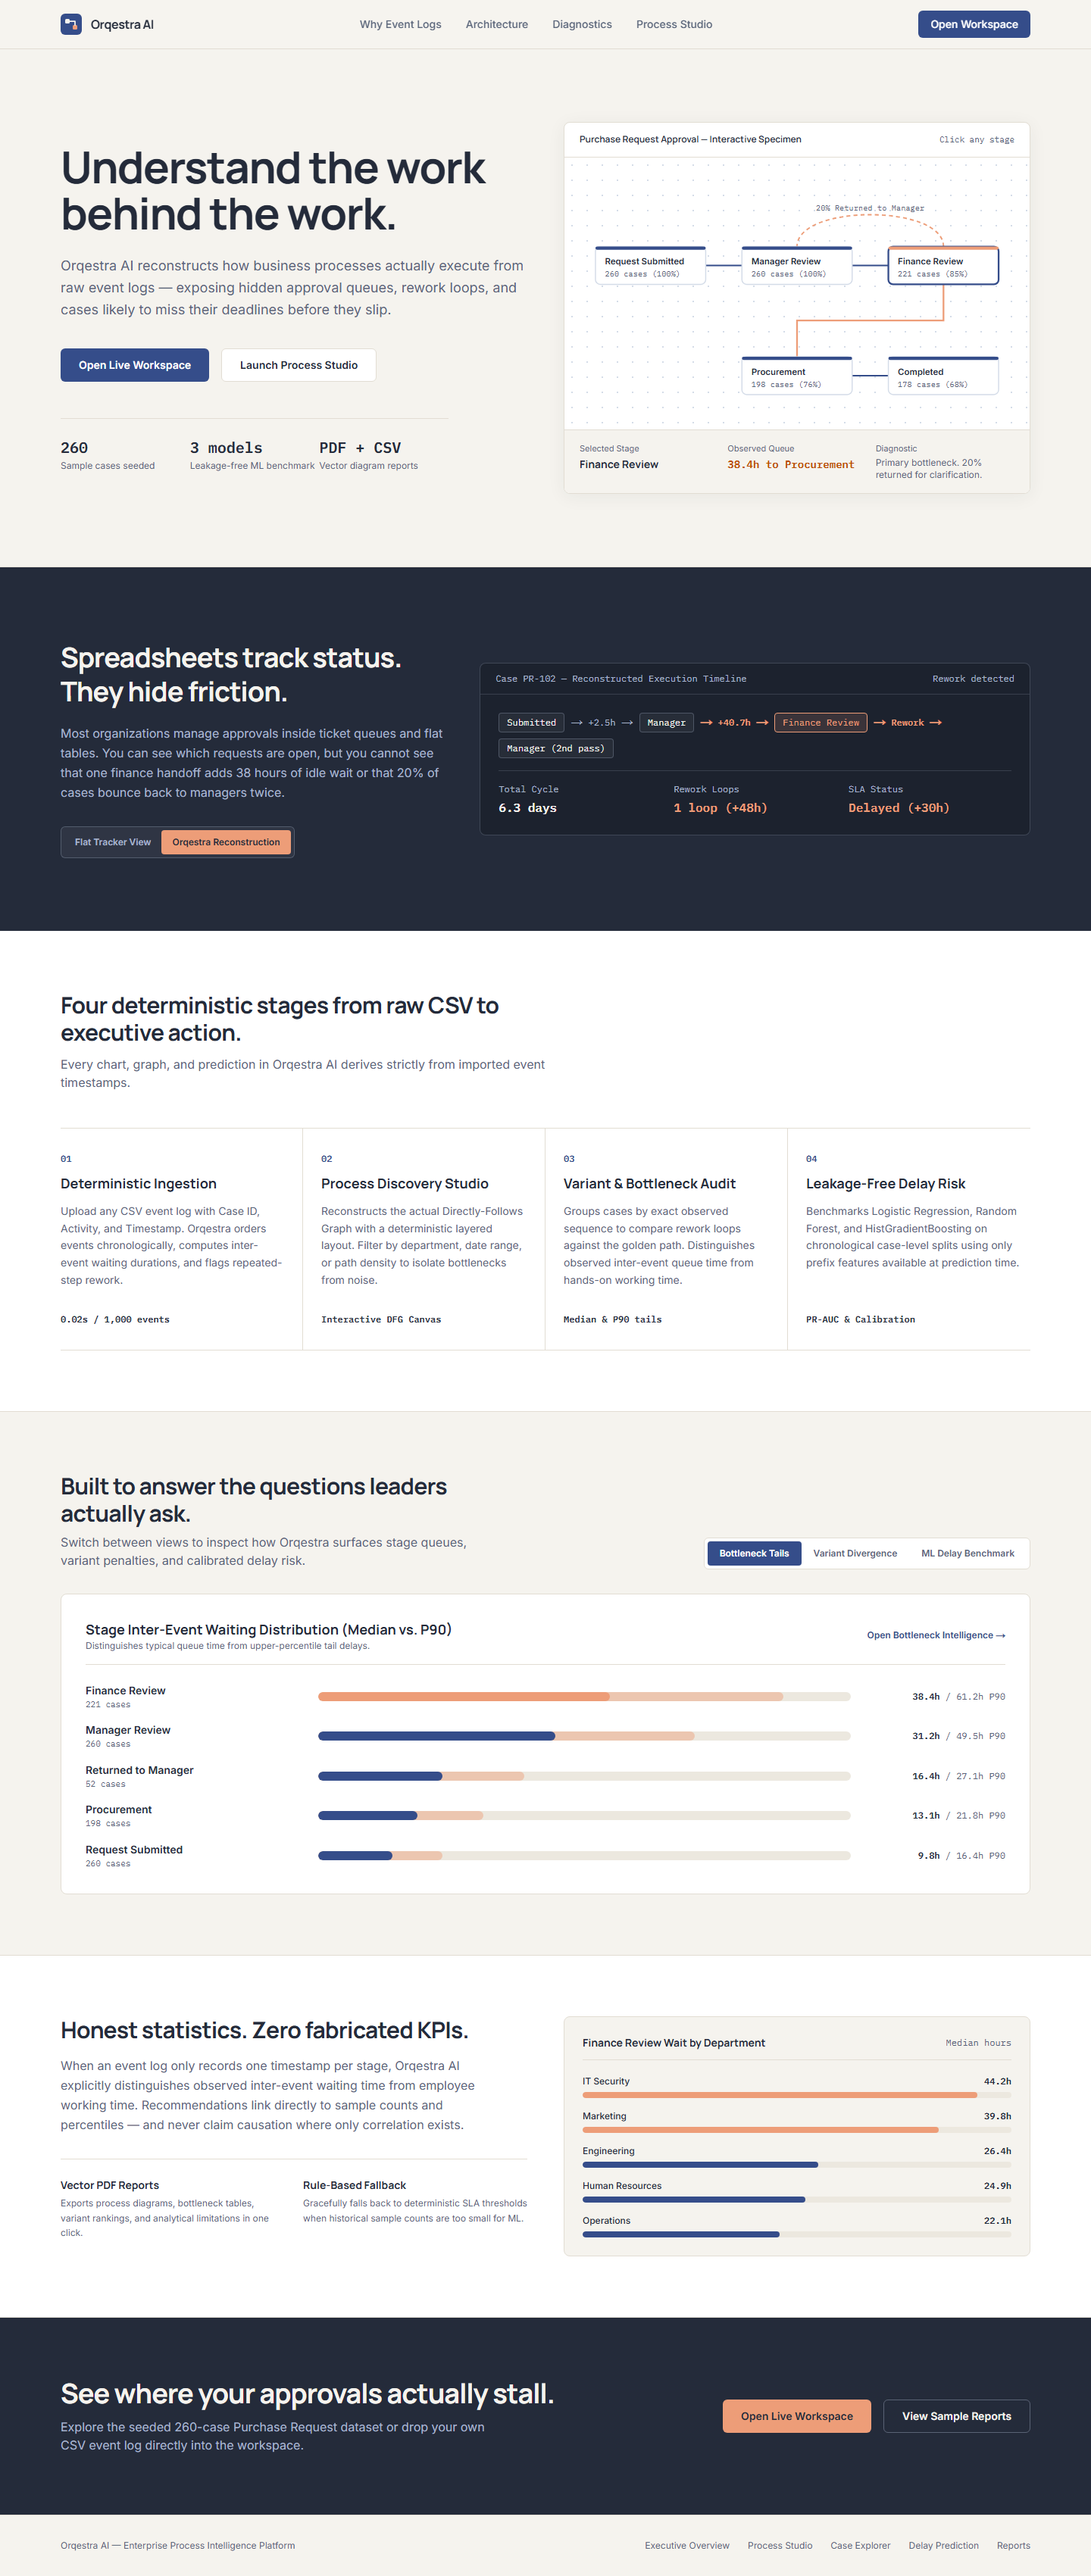 Orqestra AI
Why Event Logs
Architecture
Diagnostics
Process Studio
Open Workspace
Understand the work
behind the work.
Orqestra AI reconstructs how business processes actually execute from
raw event logs — exposing hidden approval queues, rework loops, and
cases likely to miss their deadlines before they slip.
Open Live Workspace
Launch Process Studio
260
Sample cases seeded
3 models
Leakage-free ML benchmark
PDF + CSV
Vector diagram reports
Purchase Request Approval — Interactive Specimen
Click any stage
20% Returned to Manager
Request Submitted
260 cases (100%)
Manager Review
260 cases (100%)
Finance Review
221 cases (85%)
Procurement
198 cases (76%)
Completed
178 cases (68%)
Selected Stage
Finance Review
Observed Queue
38.4h to Procurement
Diagnostic
Primary bottleneck. 20%
returned for clarification.
Spreadsheets track status.
They hide friction.
Most organizations manage approvals inside ticket queues and flat
tables. You can see which requests are open, but you cannot see
that one finance handoff adds 38 hours of idle wait or that 20% of
cases bounce back to managers twice.
Flat Tracker View
Orqestra Reconstruction
Case PR-102 — Reconstructed Execution Timeline
Rework detected
Submitted → +2.5h → Manager → +40.7h → Finance Review → Rework →
Manager (2nd pass)
Total Cycle
6.3 days
Rework Loops
1 loop (+48h)
SLA Status
Delayed (+30h)
Four deterministic stages from raw CSV to
executive action.
Every chart, graph, and prediction in Orqestra AI derives strictly from imported event
timestamps.
01
Deterministic Ingestion
Upload any CSV event log with Case ID,
Activity, and Timestamp. Orqestra orders
events chronologically, computes inter-
event waiting durations, and flags repeated-
step rework.
0.02s / 1,000 events
02
Process Discovery Studio
Reconstructs the actual Directly-Follows
Graph with a deterministic layered
layout. Filter by department, date range,
or path density to isolate bottlenecks
from noise.
Interactive DFG Canvas
03
Variant & Bottleneck Audit
Groups cases by exact observed
sequence to compare rework loops
against the golden path. Distinguishes
observed inter-event queue time from
hands-on working time.
Median & P90 tails
04
Leakage-Free Delay Risk
Benchmarks Logistic Regression, Random
Forest, and HistGradientBoosting on
chronological case-level splits using only
prefix features available at prediction time.
PR-AUC & Calibration
Built to answer the questions leaders
actually ask.
Switch between views to inspect how Orqestra surfaces stage queues,
variant penalties, and calibrated delay risk.
Bottleneck Tails
Variant Divergence
ML Delay Benchmark
Stage Inter-Event Waiting Distribution (Median vs. P90)
Distinguishes typical queue time from upper-percentile tail delays.
Open Bottleneck Intelligence →
Finance Review
221 cases
38.4h / 61.2h P90
Manager Review
260 cases
31.2h / 49.5h P90
Returned to Manager
52 cases
16.4h / 27.1h P90
Procurement
198 cases
13.1h / 21.8h P90
Request Submitted
260 cases
9.8h / 16.4h P90
Honest statistics. Zero fabricated KPIs.
When an event log only records one timestamp per stage, Orqestra AI
explicitly distinguishes observed inter-event waiting time from employee
working time. Recommendations link directly to sample counts and
percentiles — and never claim causation where only correlation exists.
Vector PDF Reports
Exports process diagrams, bottleneck tables,
variant rankings, and analytical limitations in one
click.
Rule-Based Fallback
Gracefully falls back to deterministic SLA thresholds
when historical sample counts are too small for ML.
Finance Review Wait by Department
Median hours
IT Security
44.2h
Marketing
39.8h
Engineering
26.4h
Human Resources
24.9h
Operations
22.1h
See where your approvals actually stall.
Explore the seeded 260-case Purchase Request dataset or drop your own
CSV event log directly into the workspace.
Open Live Workspace
View Sample Reports
Orqestra AI — Enterprise Process Intelligence Platform
Executive Overview
Process Studio
Case Explorer
Delay Prediction
Reports